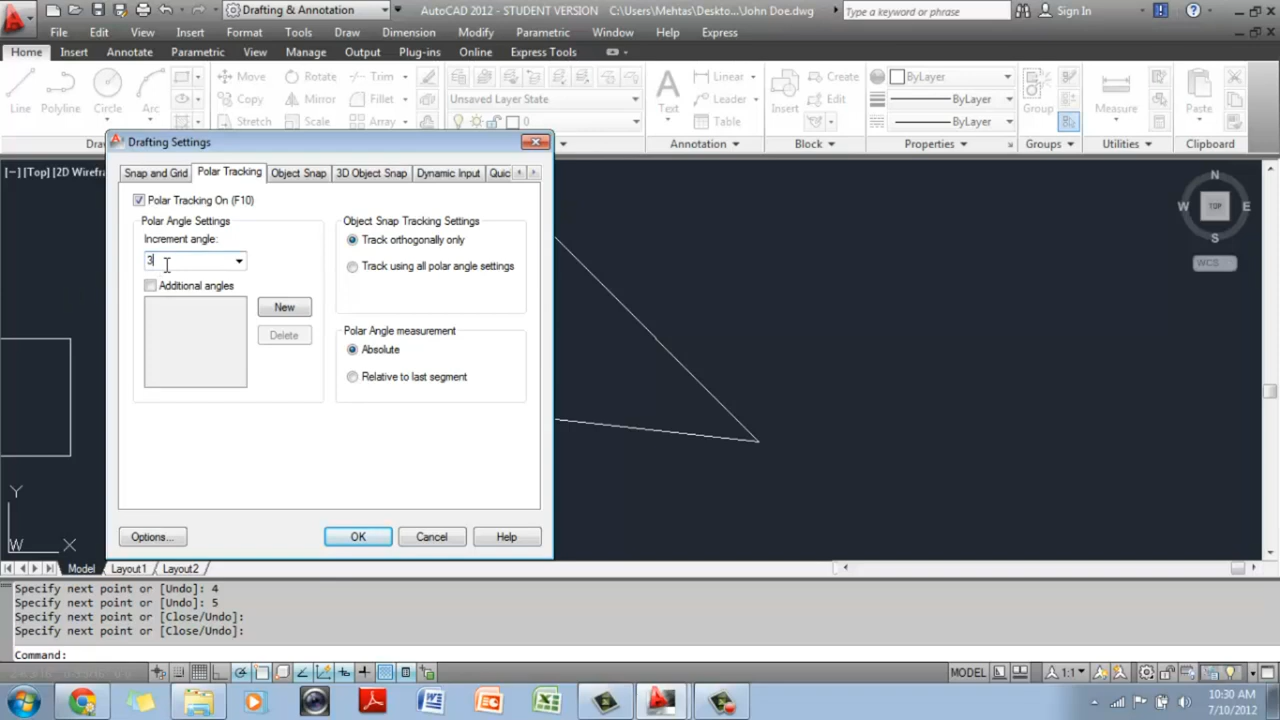 Drafting & Annotation
AutoCAD 2012 - STUDENT VERSION C:\Users\Mehtas\Deskto...\John Doe.dwg
Type a keyword or phrase
Sign In
File Edit View Insert Format Tools Draw Dimension Modify Parametric Window Help Express
Home Insert Annotate Parametric View Manage Output Plug-ins Online Express Tools
Line Polyline Circle Arc
Move Rotate Trim
Copy Mirror Fillet
Stretch Scale Array
Unsaved Layer State
0
Text
Linear
Leader
Table
Insert
Create
Edit
ByLayer
ByLayer
ByLayer
Group
Measure
Paste
Annotation Block Properties Groups Utilities Clipboard
Drafting Settings
[−] [Top] [2D Wirefra
Snap and Grid Polar Tracking Object Snap 3D Object Snap Dynamic Input Quic
Polar Tracking On (F10)
Polar Angle Settings
Increment angle:
3
Additional angles
New
Delete
Object Snap Tracking Settings
Track orthogonally only
Track using all polar angle settings
Polar Angle measurement
Absolute
Relative to last segment
Options... OK Cancel Help
N
W TOP E
S
WCS
Y
W X
Model Layout1 Layout2
Specify next point or [Undo]: 4
Specify next point or [Undo]: 5
Specify next point or [Close/Undo]:
Specify next point or [Close/Undo]:
Command:
MODEL
1:1
10:30 AM
7/10/2012